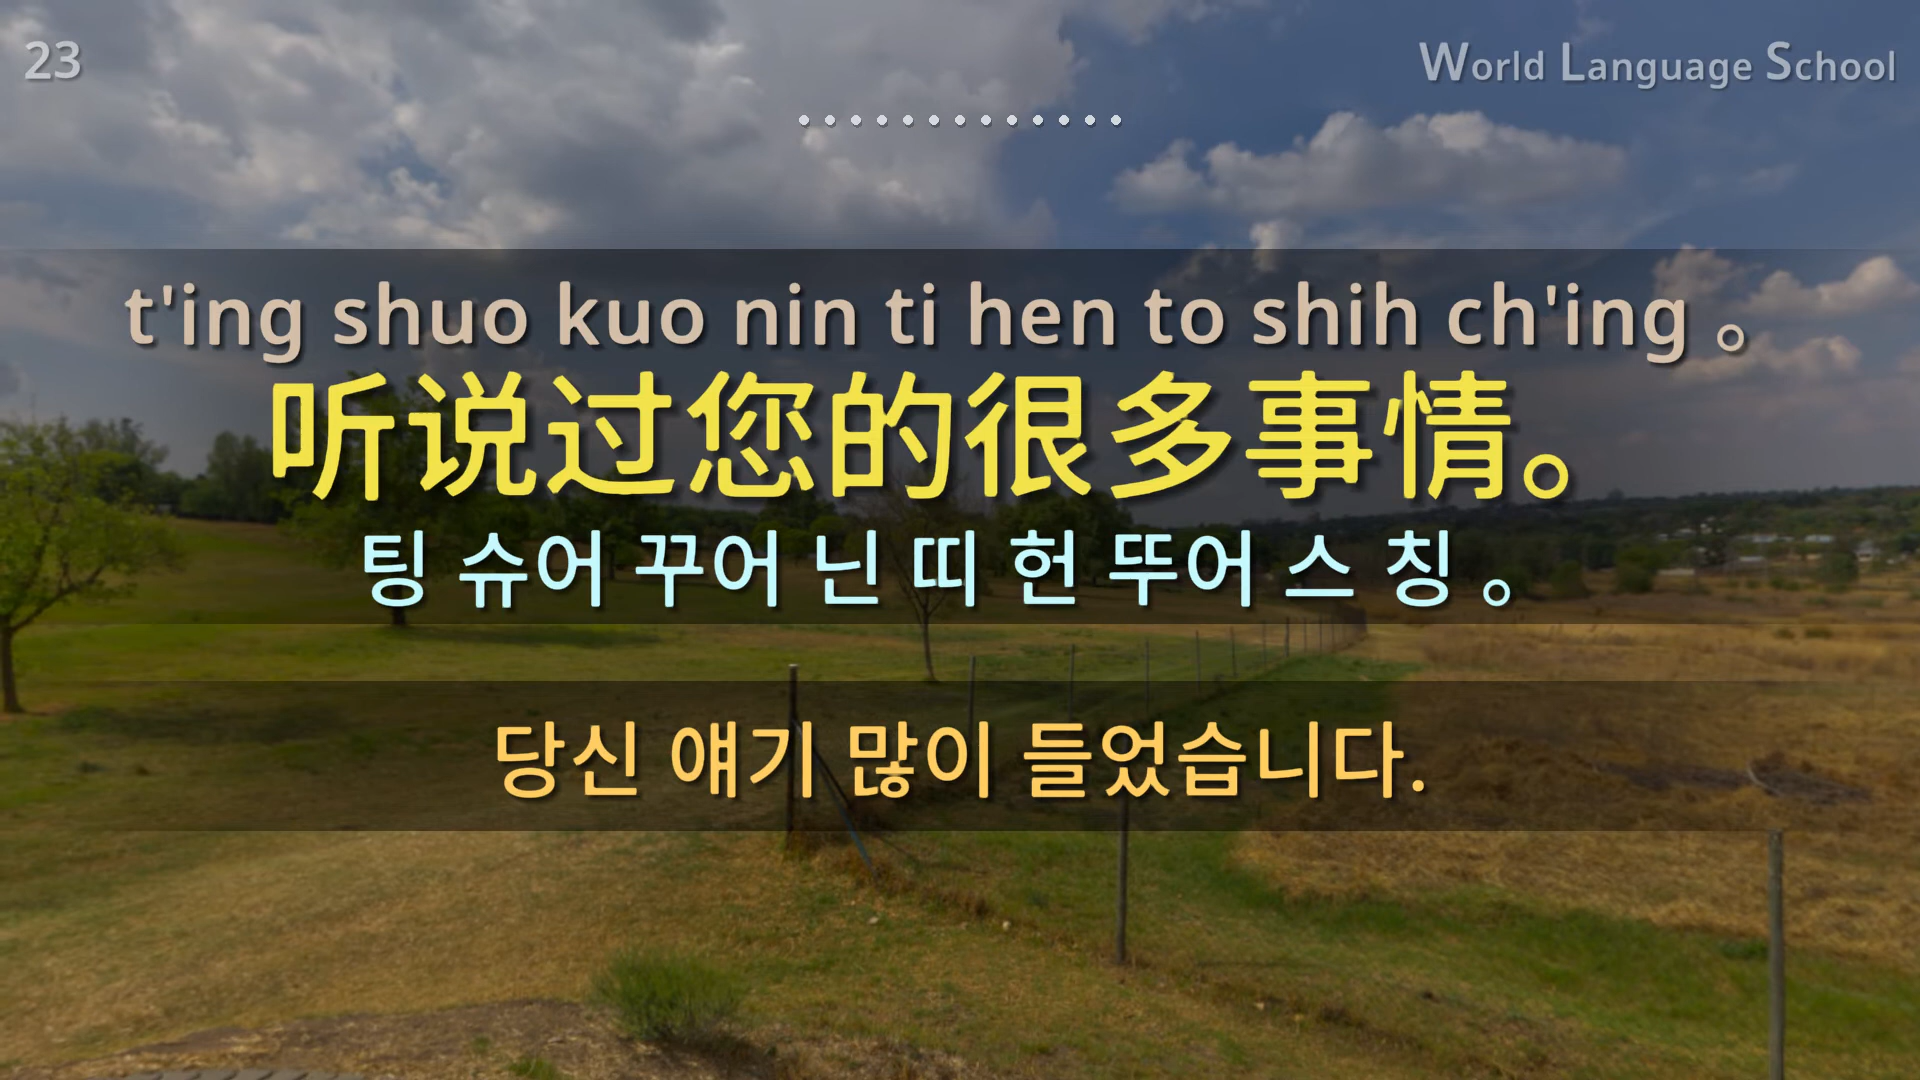 23
World Language School
t'ing shuo kuo nin ti hen to shih ch'ing 。
听说过您的很多事情。
팅 슈어 꾸어 닌 띠 헌 뚜어 스 칭 。
당신 얘기 많이 들었습니다.